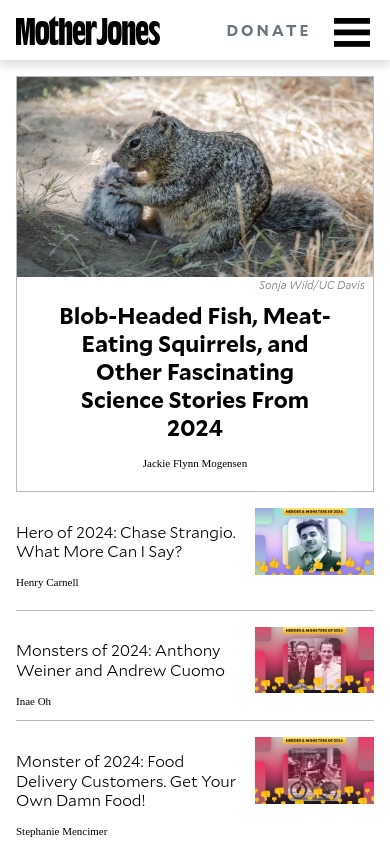 Mother Jones
DONATE
Sonja Wild/UC Davis
Blob-Headed Fish, Meat-
Eating Squirrels, and
Other Fascinating
Science Stories From
2024
Jackie Flynn Mogensen
Hero of 2024: Chase Strangio.
What More Can I Say?
Henry Carnell
HEROES & MONSTERS OF 2024
Monsters of 2024: Anthony
Weiner and Andrew Cuomo
Inae Oh
HEROES & MONSTERS OF 2024
Monster of 2024: Food
Delivery Customers. Get Your
Own Damn Food!
Stephanie Mencimer
HEROES & MONSTERS OF 2024